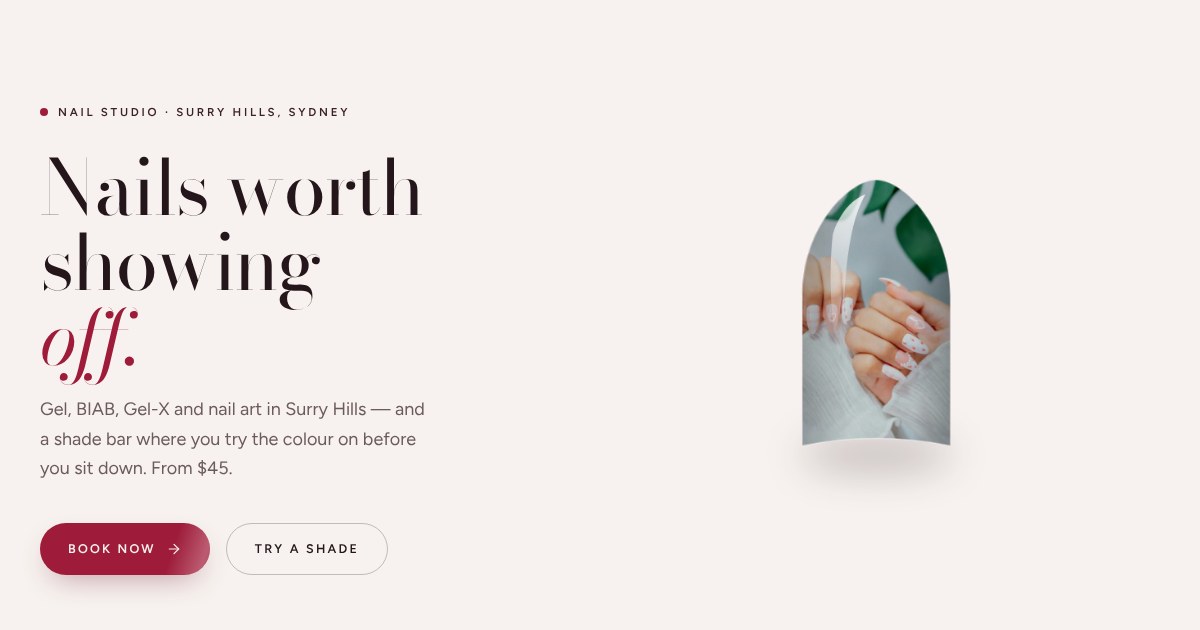 NAIL STUDIO · SURRY HILLS, SYDNEY
Nails worth
showing
off.
Gel, BIAB, Gel-X and nail art in Surry Hills — and
a shade bar where you try the colour on before
you sit down. From $45.
BOOK NOW →
TRY A SHADE